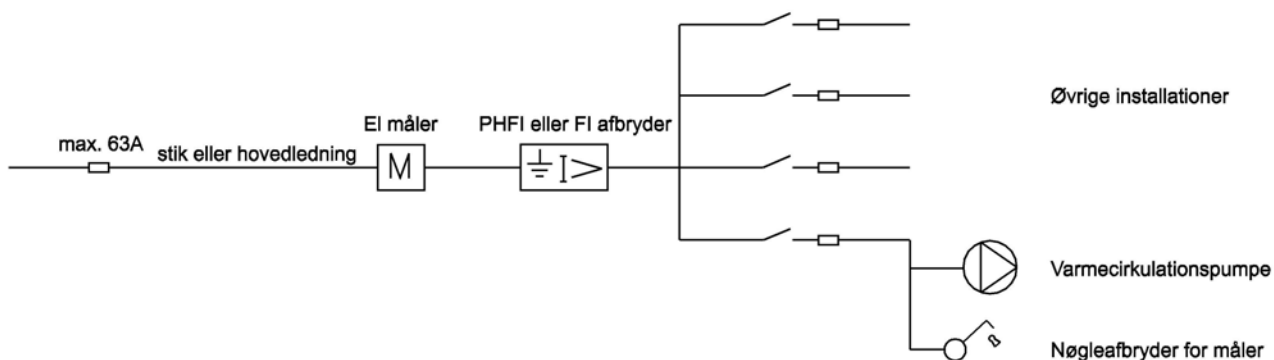 Øvrige installationer
El måler
PHFI eller FI afbryder
max. 63A
stik eller hovedledning
M
I>
Varmecirkulationspumpe
Nøgleafbryder for måler